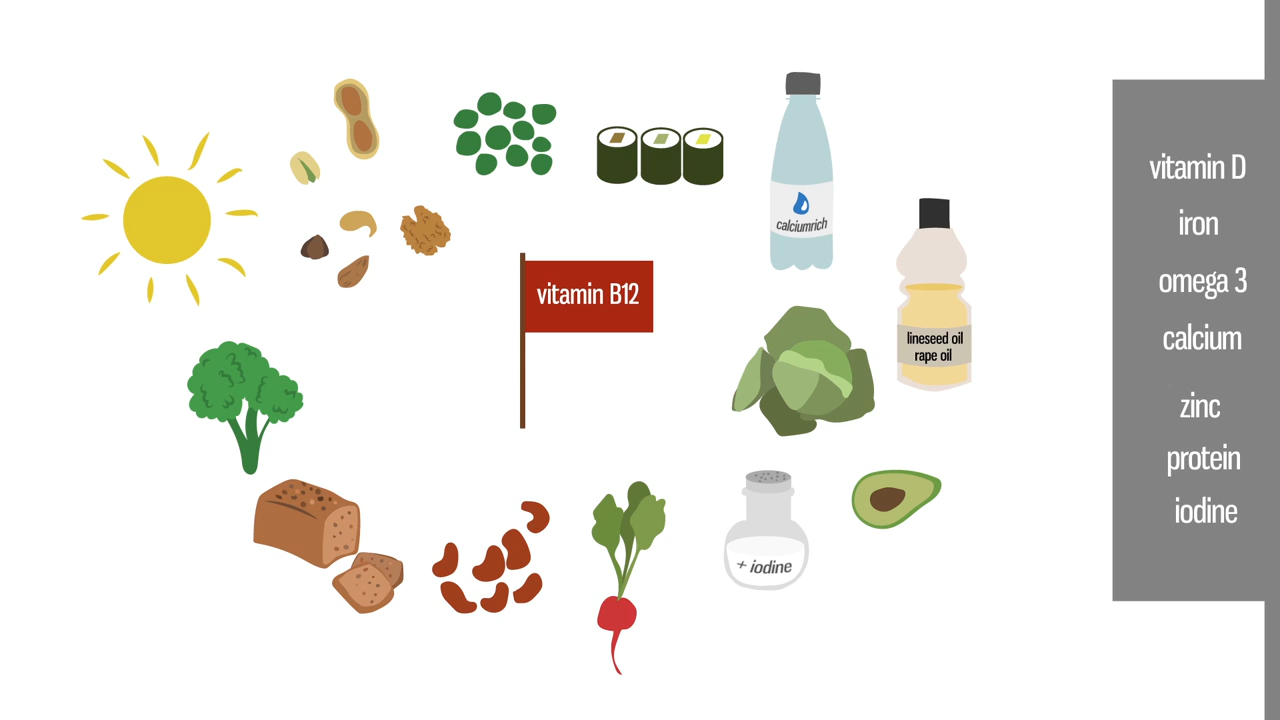 calciumrich
vitamin B12
lineseed oil
rape oil
+ iodine
vitamin D
iron
omega 3
calcium
zinc
protein
iodine